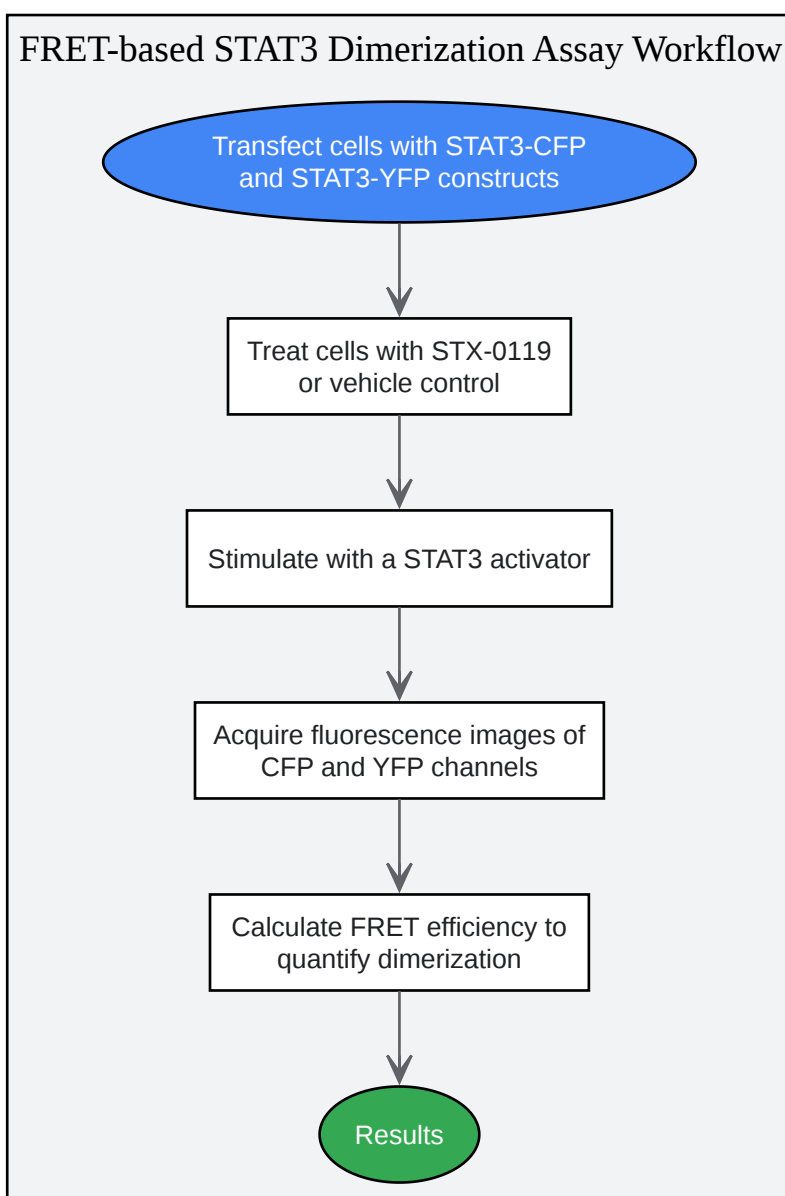 FRET-based STAT3 Dimerization Assay Workflow
Transfect cells with STAT3-CFP
and STAT3-YFP constructs
Treat cells with STX-0119
or vehicle control
Stimulate with a STAT3 activator
Acquire fluorescence images of
CFP and YFP channels
Calculate FRET efficiency to
quantify dimerization
Results